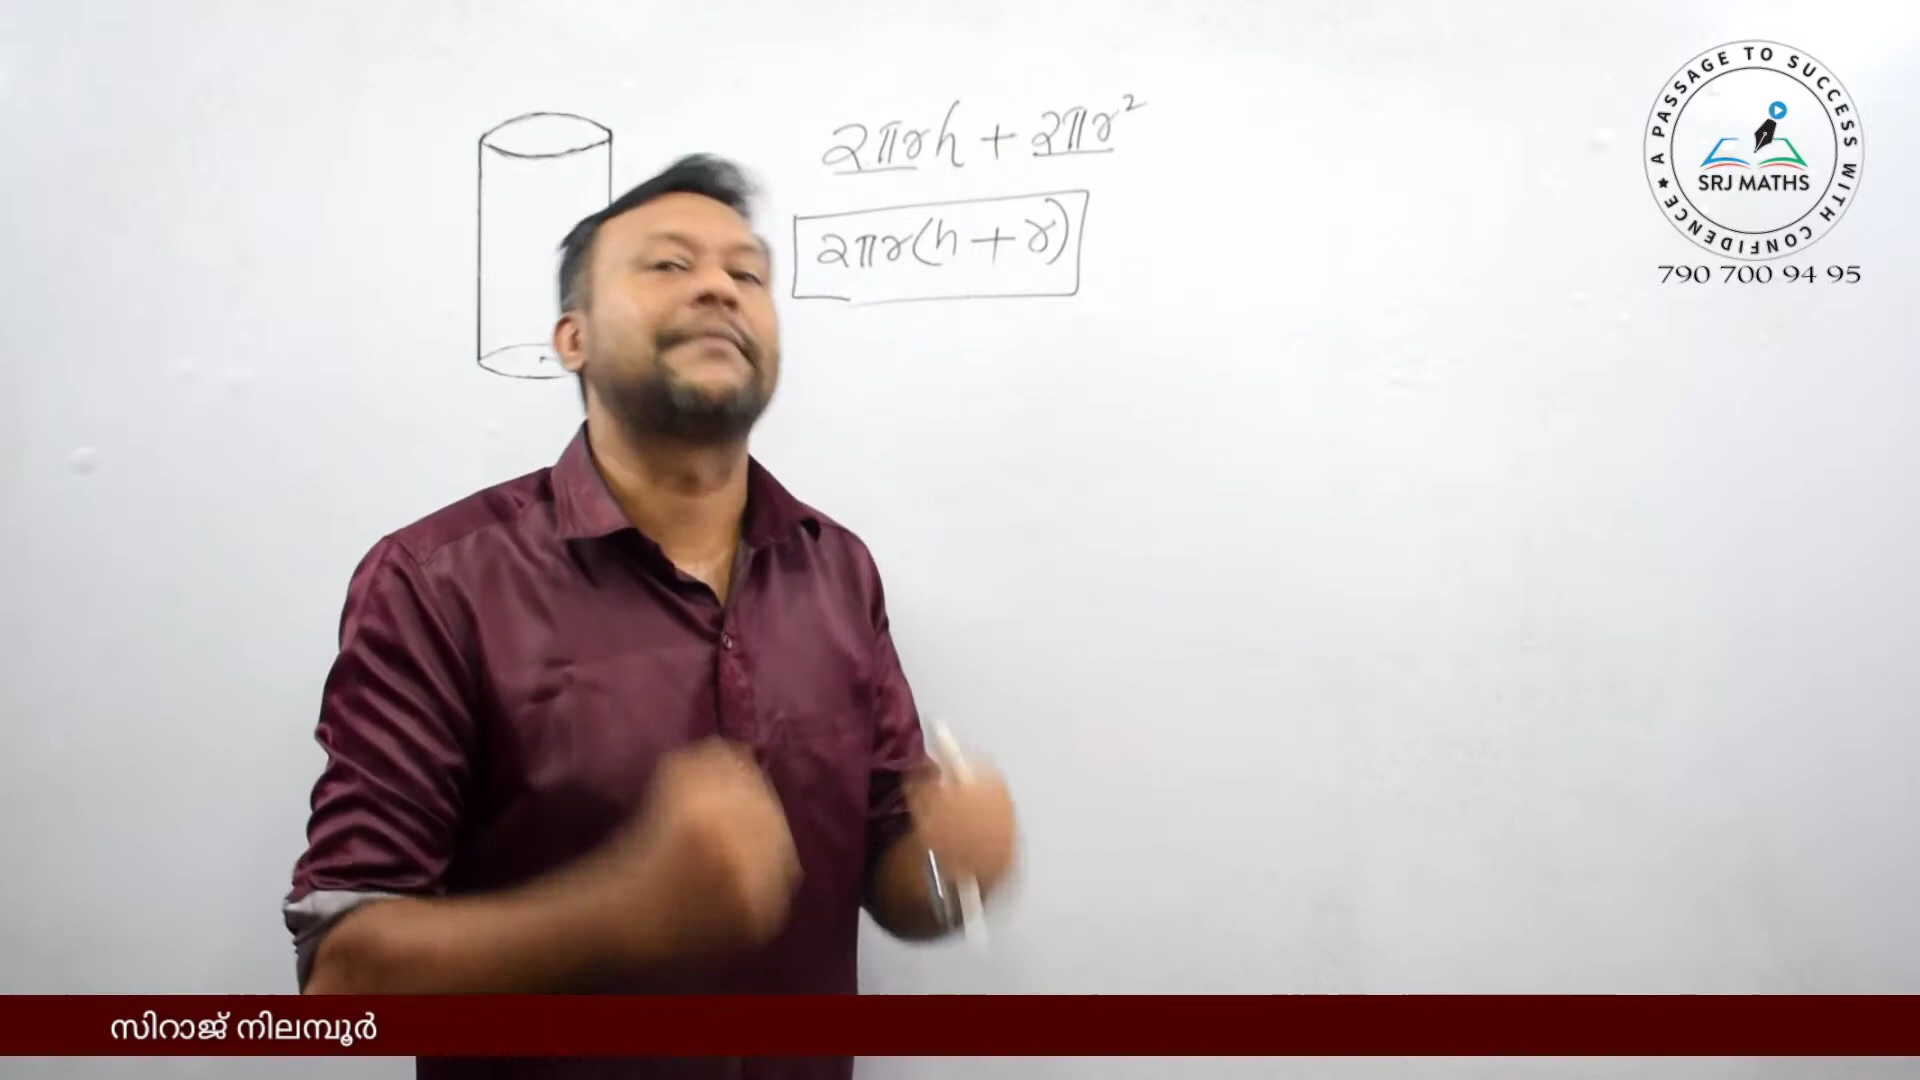 2πrh + 2πr²
2πr(h + r)
A PASSAGE TO SUCCESS WITH CONFIDENCE ★
SRJ MATHS
790 700 94 95
സിറാജ് നിലമ്പൂർ